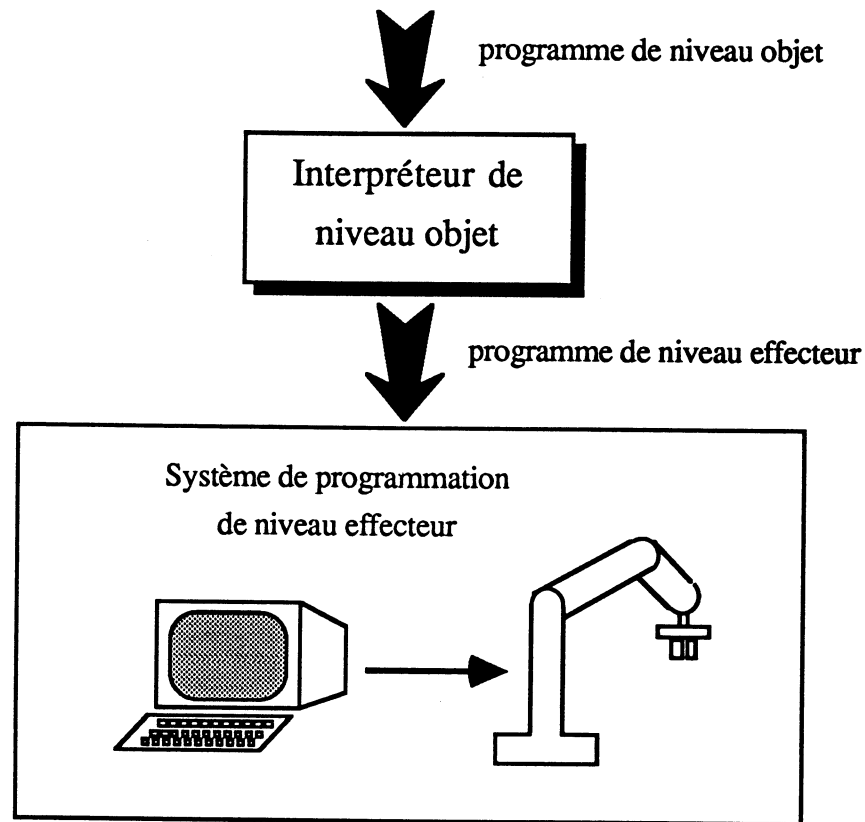 programme de niveau objet
Interpréteur de
niveau objet
programme de niveau effecteur
Système de programmation
de niveau effecteur